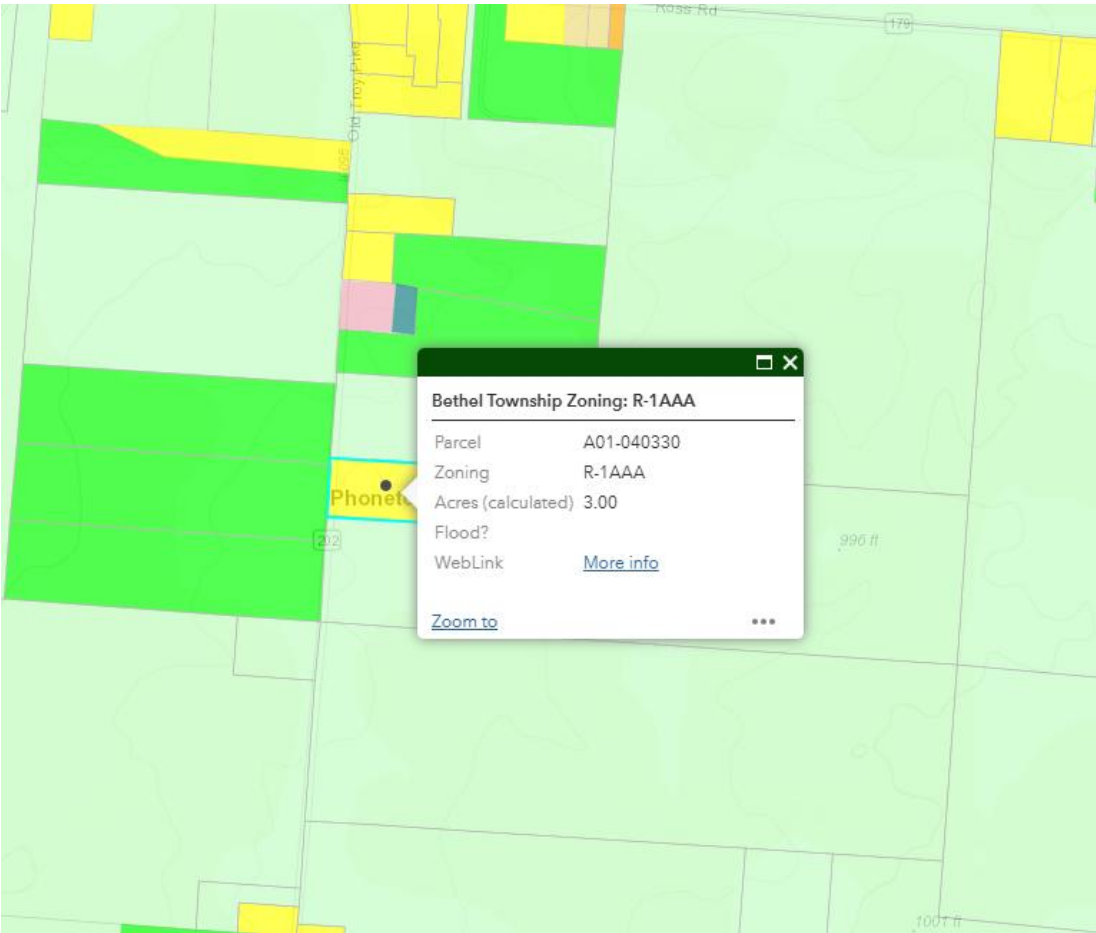 Ross Rd
179
Old Troy Pike
202
Bethel Township Zoning: R-1AAA
Parcel A01-040330
Zoning R-1AAA
Acres (calculated) 3.00
Flood?
WebLink More info
Zoom to
996 ft
1001 ft